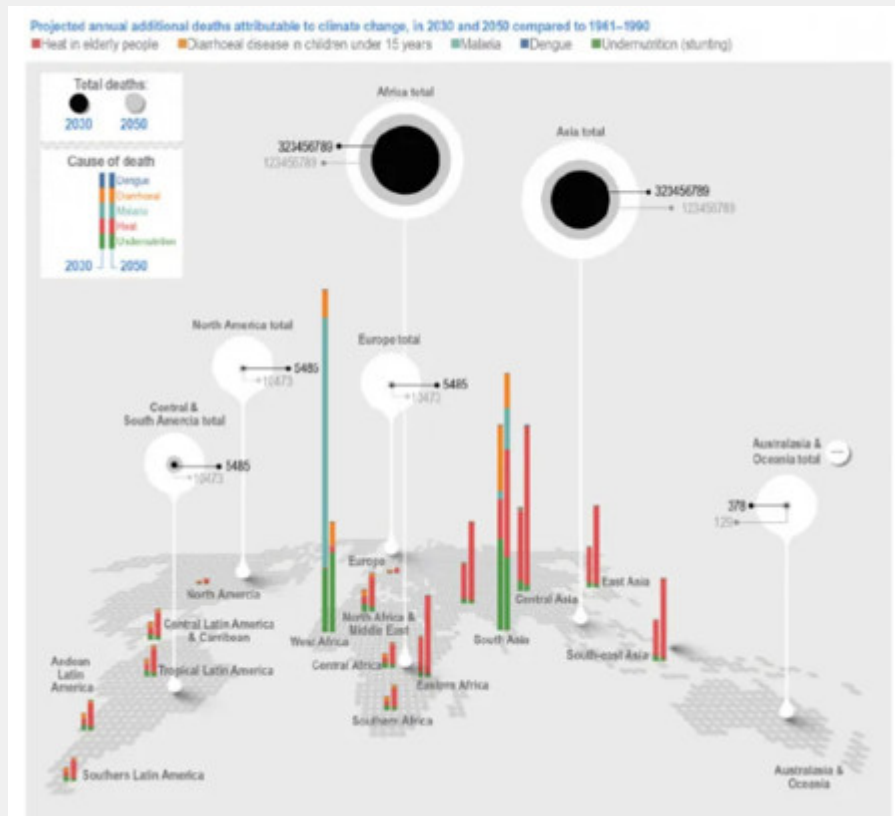 Projected annual additional deaths attributable to climate change, in 2030 and 2050 compared to 1961–1990
Heat in elderly people Diarrhoeal disease in children under 15 years Malaria Dengue Undernutrition (stunting)
Total deaths:
2030 2050
Cause of death
Dengue
Diarrhoeal
Malaria
Heat
Undernutrition
2030 2050
Africa total
323456789
123456789
Asia total
323456789
123456789
North America total
5485
10473
Europe total
5485
10473
Central &
South Amercia total
5485
10473
Australasia &
Oceania total
378
129
Europe
North Amercia
East Asia
Central Asia
Central Latin America
& Carribean
North Africa &
Middle East
West Africa
South Asia
South-east Asia
Andean
Latin
America
Tropical Latin America
Central Africa
Eastern Africa
Southern Africa
Southern Latin America
Australasia &
Oceania